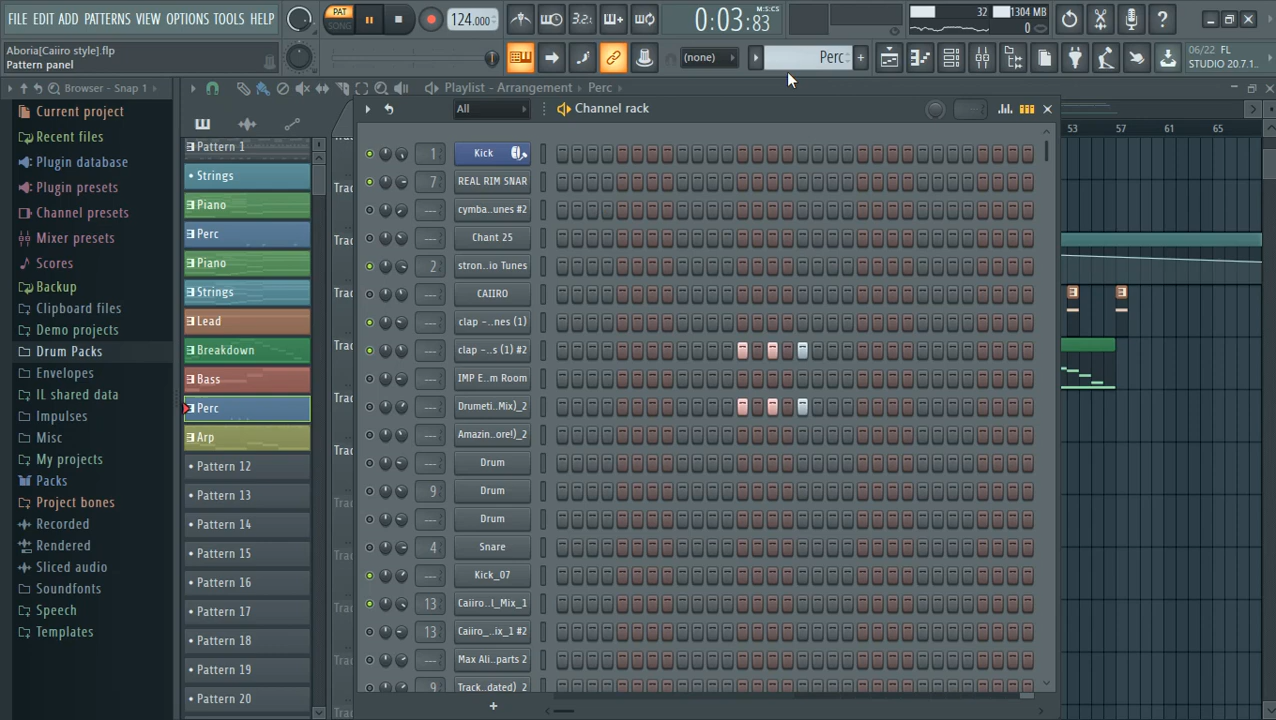 FILE EDIT ADD PATTERNS VIEW OPTIONS TOOLS HELP
PAT
SONG
124.000
3.2
0:03:83
M:S:CS
32
1304 MB
0
Aboria[Caiiro style].flp
Pattern panel
(none)
Perc
06/22 FL
STUDIO 20.7.1
Browser - Snap 1
Playlist - Arrangement
Perc
Current project
Recent files
Plugin database
Plugin presets
Channel presets
Mixer presets
Scores
Backup
Clipboard files
Demo projects
Drum Packs
Envelopes
IL shared data
Impulses
Misc
My projects
Packs
Project bones
Recorded
Rendered
Sliced audio
Soundfonts
Speech
Templates
Pattern 1
Strings
Piano
Perc
Piano
Strings
Lead
Breakdown
Bass
Perc
Arp
Pattern 12
Pattern 13
Pattern 14
Pattern 15
Pattern 16
Pattern 17
Pattern 18
Pattern 19
Pattern 20
All
Channel rack
1 Kick
7 REAL RIM SNAR
--- cymba...unes #2
--- Chant 25
2 stron...io Tunes
--- CAIIRO
--- clap -...nes (1)
--- clap -...s (1) #2
--- IMP E...m Room
--- Drumeti...Mix)_2
--- Amazin...ore!)_2
--- Drum
9 Drum
--- Drum
4 Snare
--- Kick_07
13 Caiiro...l_Mix_1
13 Caiiro_...ix_1 #2
--- Max Ali...parts 2
9 Track...dated) 2
53 57 61 65